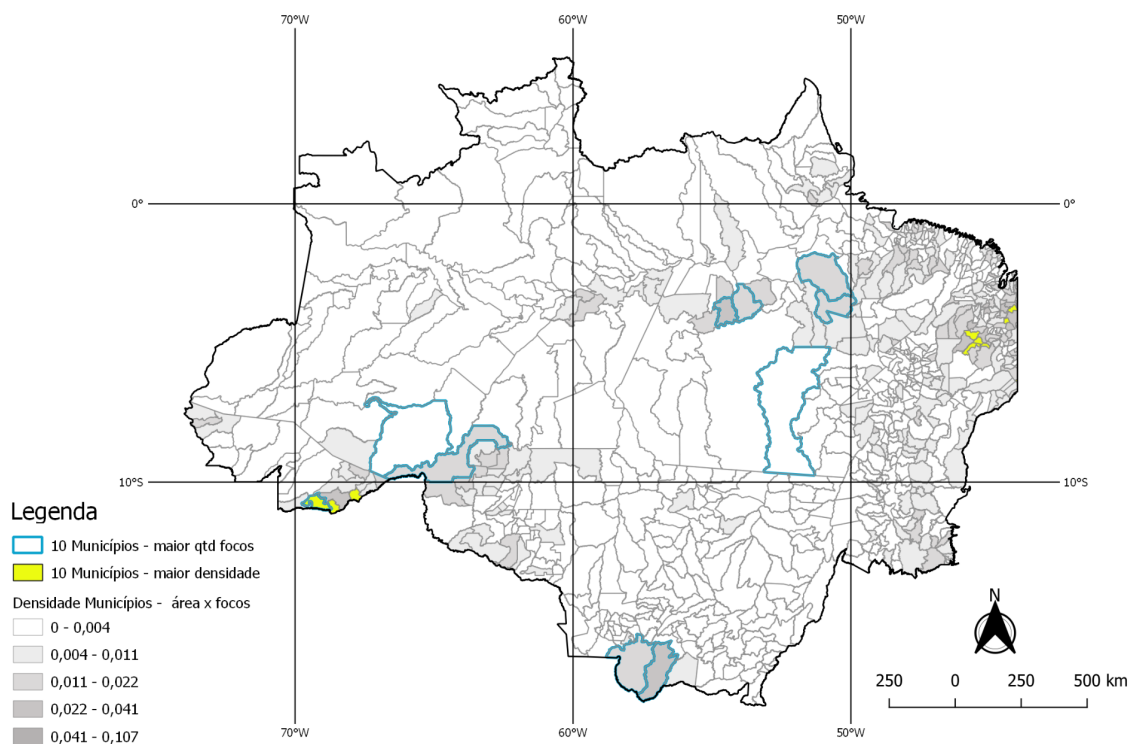 70°W
60°W
50°W
0°
0°
10°S
10°S
Legenda
10 Municípios - maior qtd focos
10 Municípios - maior densidade
Densidade Municípios - área x focos
0 - 0,004
0,004 - 0,011
0,011 - 0,022
0,022 - 0,041
0,041 - 0,107
N
250 0 250 500 km
70°W
60°W
50°W